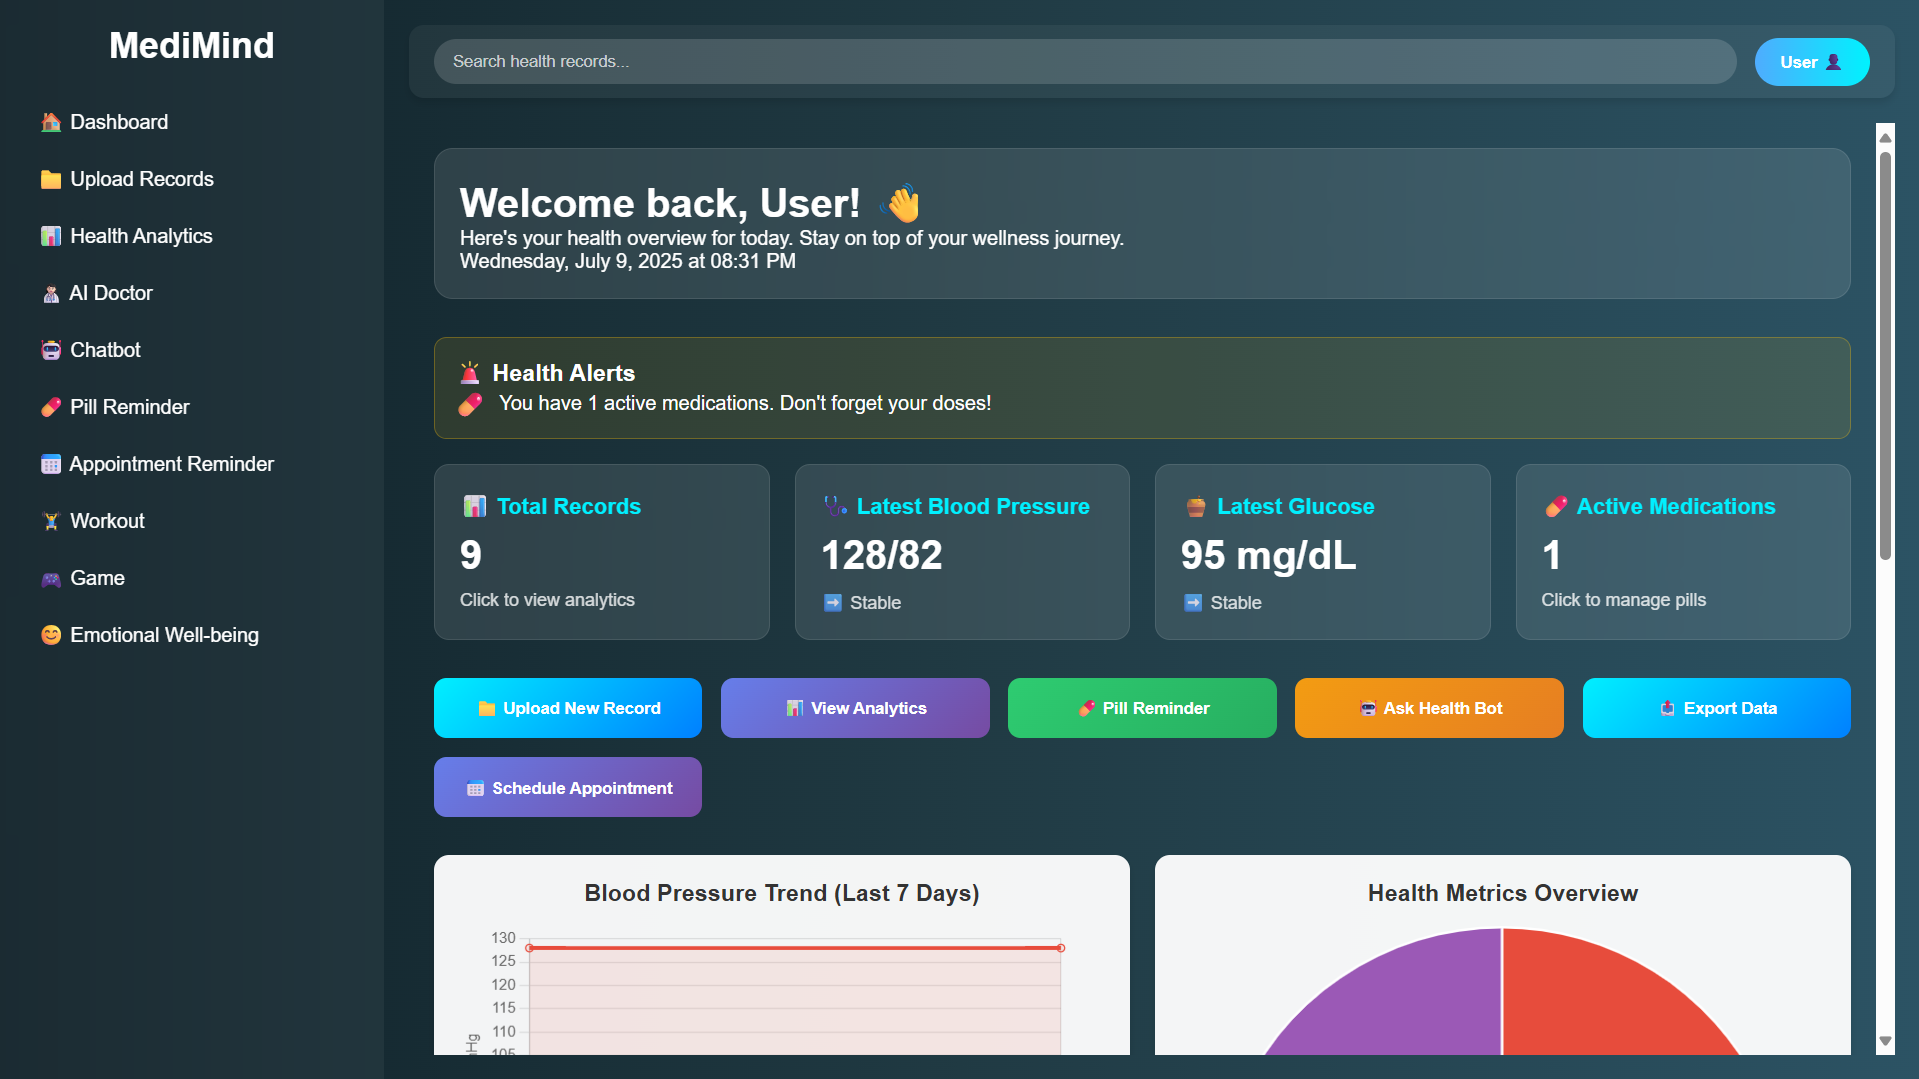 MediMind
Dashboard
Upload Records
Health Analytics
AI Doctor
Chatbot
Pill Reminder
Appointment Reminder
Workout
Game
Emotional Well-being
Search health records...
User
Welcome back, User!
Here's your health overview for today. Stay on top of your wellness journey.
Wednesday, July 9, 2025 at 08:31 PM
Health Alerts
You have 1 active medications. Don't forget your doses!
Total Records
9
Click to view analytics
Latest Blood Pressure
128/82
Stable
Latest Glucose
95 mg/dL
Stable
Active Medications
1
Click to manage pills
Upload New Record
View Analytics
Pill Reminder
Ask Health Bot
Export Data
Schedule Appointment
Blood Pressure Trend (Last 7 Days)
130
125
120
115
110
105
Health Metrics Overview